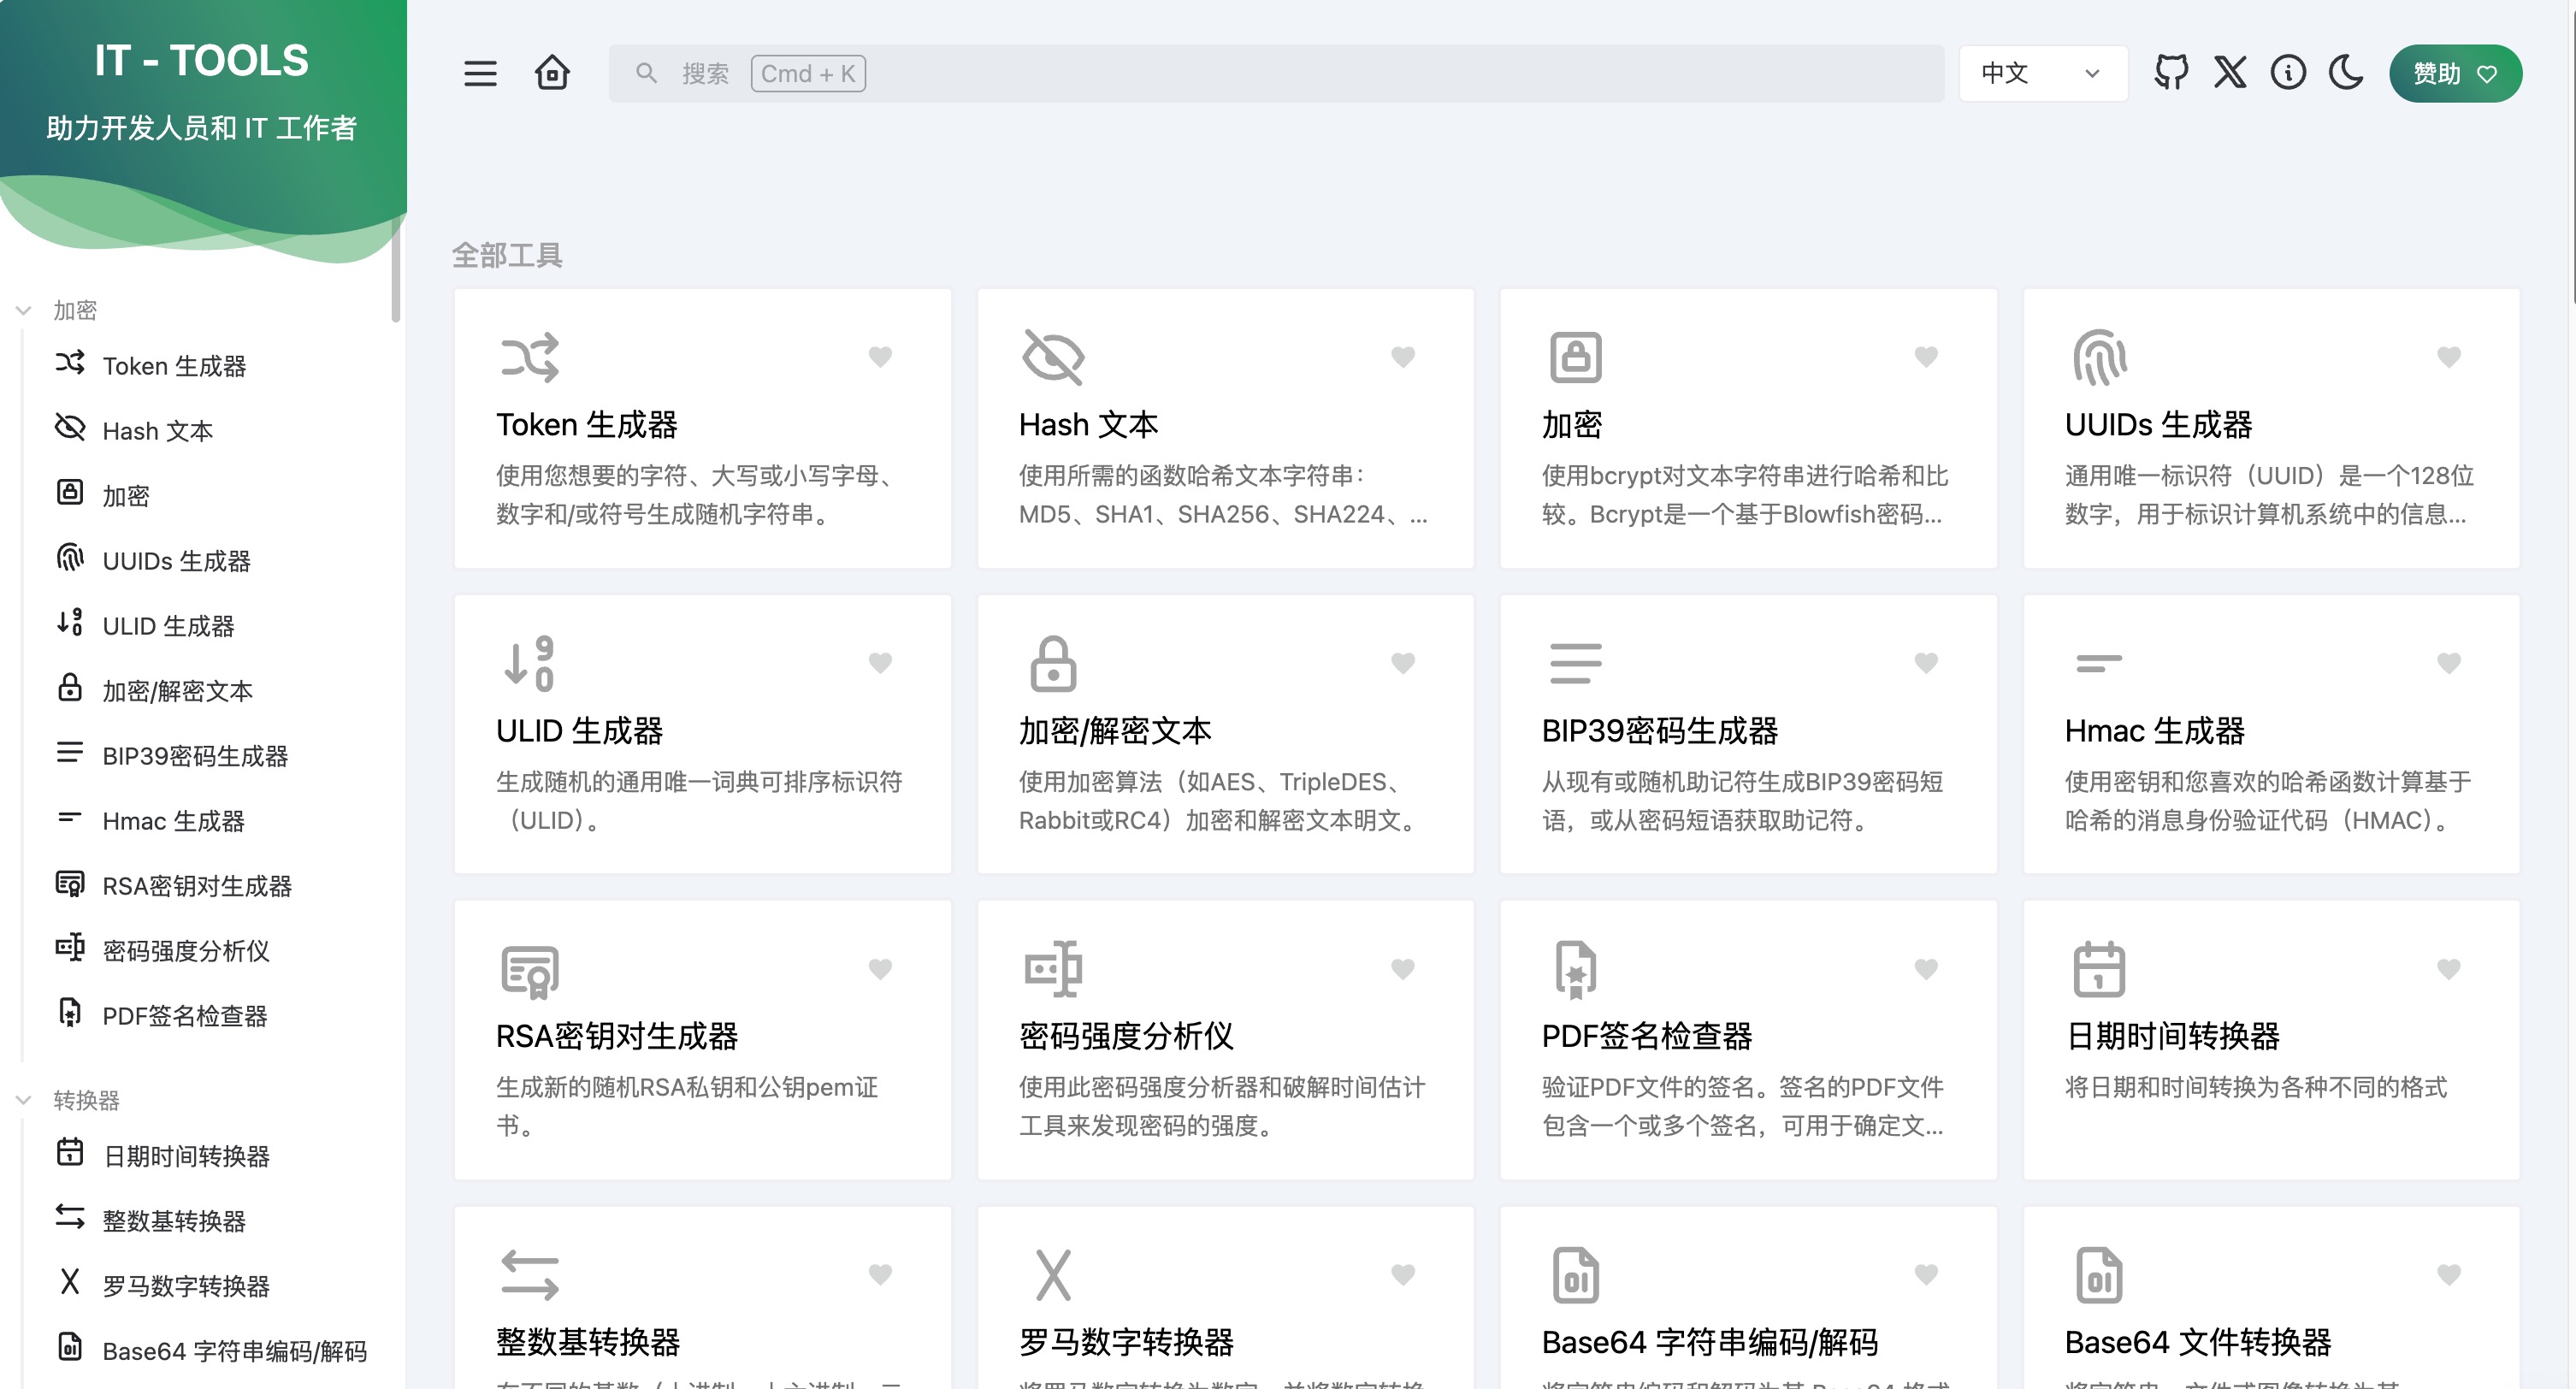 IT - TOOLS
助力开发人员和 IT 工作者
加密
Token 生成器
Hash 文本
加密
UUIDs 生成器
ULID 生成器
加密/解密文本
BIP39密码生成器
Hmac 生成器
RSA密钥对生成器
密码强度分析仪
PDF签名检查器
转换器
日期时间转换器
整数基转换器
罗马数字转换器
Base64 字符串编码/解码
搜索 Cmd + K
中文
赞助
全部工具
Token 生成器
使用您想要的字符、大写或小写字母、
数字和/或符号生成随机字符串。
Hash 文本
使用所需的函数哈希文本字符串：
MD5、SHA1、SHA256、SHA224、...
加密
使用bcrypt对文本字符串进行哈希和比
较。Bcrypt是一个基于Blowfish密码...
UUIDs 生成器
通用唯一标识符（UUID）是一个128位
数字，用于标识计算机系统中的信息...
ULID 生成器
生成随机的通用唯一词典可排序标识符
（ULID）。
加密/解密文本
使用加密算法（如AES、TripleDES、
Rabbit或RC4）加密和解密文本明文。
BIP39密码生成器
从现有或随机助记符生成BIP39密码短
语，或从密码短语获取助记符。
Hmac 生成器
使用密钥和您喜欢的哈希函数计算基于
哈希的消息身份验证代码（HMAC）。
RSA密钥对生成器
生成新的随机RSA私钥和公钥pem证
书。
密码强度分析仪
使用此密码强度分析器和破解时间估计
工具来发现密码的强度。
PDF签名检查器
验证PDF文件的签名。签名的PDF文件
包含一个或多个签名，可用于确定文...
日期时间转换器
将日期和时间转换为各种不同的格式
整数基转换器
罗马数字转换器
Base64 字符串编码/解码
Base64 文件转换器